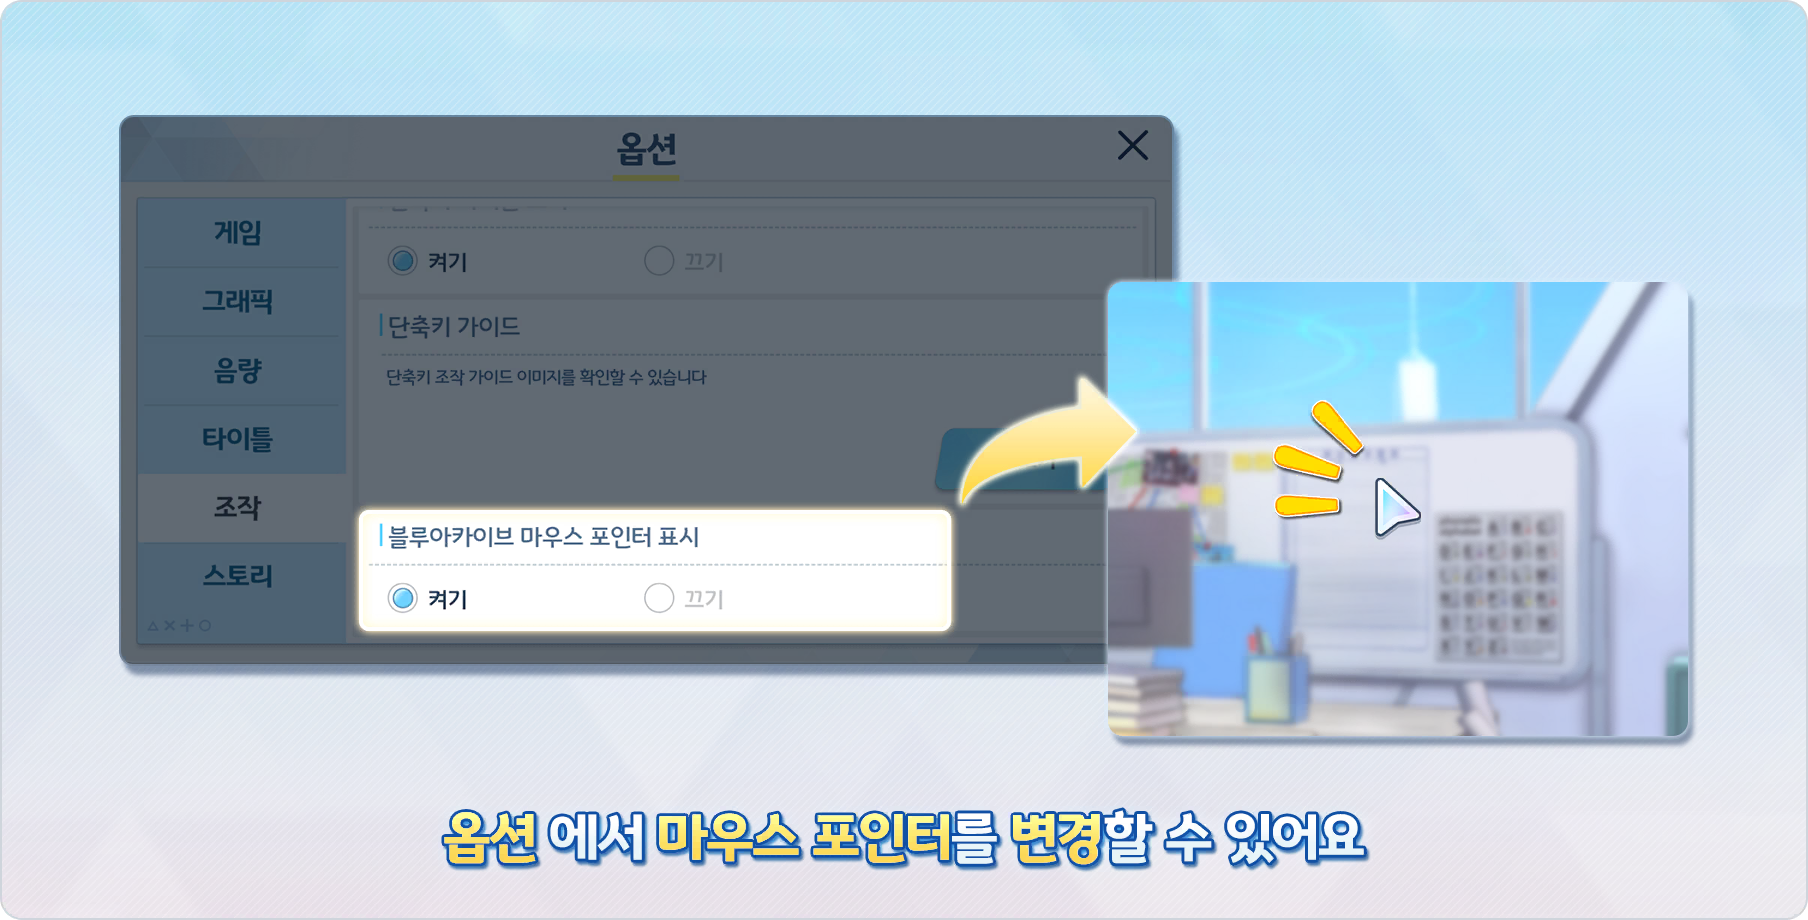 옵션
게임
그래픽
음량
타이틀
조작
스토리
켜기
끄기
단축키 가이드
단축키 조작 가이드 이미지를 확인할 수 있습니다
블루아카이브 마우스 포인터 표시
켜기
끄기
옵션 에서 마우스 포인터를 변경할 수 있어요